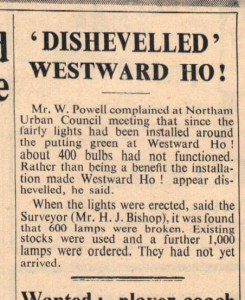 ‘DISHEVELLED’
WESTWARD HO !
Mr. W. Powell complained at Northam
Urban Council meeting that since the
fairly lights had been installed around
the putting green at Westward Ho !
about 400 bulbs had not functioned.
Rather than being a benefit the installa-
tion made Westward Ho ! appear dis-
hevelled, he said.
When the lights were erected, said the
Surveyor (Mr. H. J. Bishop), it was found
that 600 lamps were broken. Existing
stocks were used and a further 1,000
lamps were ordered. They had not yet
arrived.
Wanted : player-coach